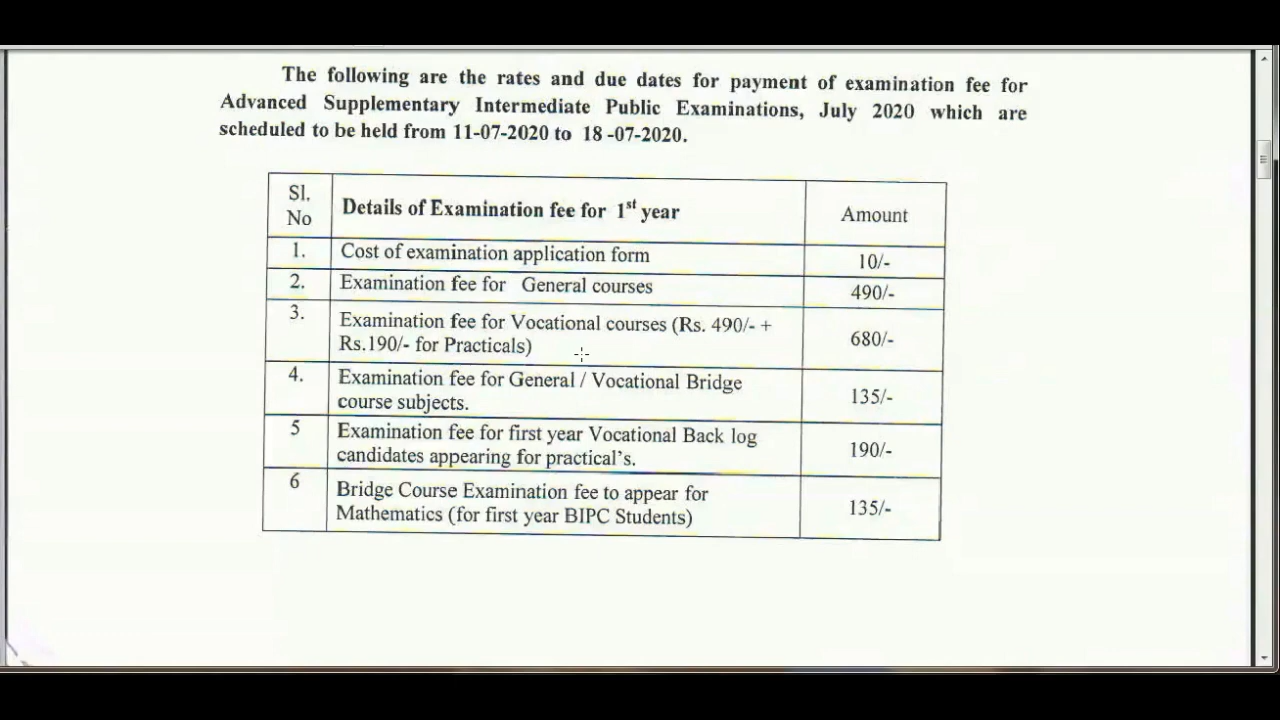 The following are the rates and due dates for payment of examination fee for
Advanced Supplementary Intermediate Public Examinations, July 2020 which are
scheduled to be held from 11-07-2020 to 18 -07-2020.
Sl.
No
Details of Examination fee for 1st year
Amount
1.
Cost of examination application form
10/-
2.
Examination fee for General courses
490/-
3.
Examination fee for Vocational courses (Rs. 490/- +
Rs.190/- for Practicals)
680/-
4.
Examination fee for General / Vocational Bridge
course subjects.
135/-
5
Examination fee for first year Vocational Back log
candidates appearing for practical's.
190/-
6
Bridge Course Examination fee to appear for
Mathematics (for first year BIPC Students)
135/-